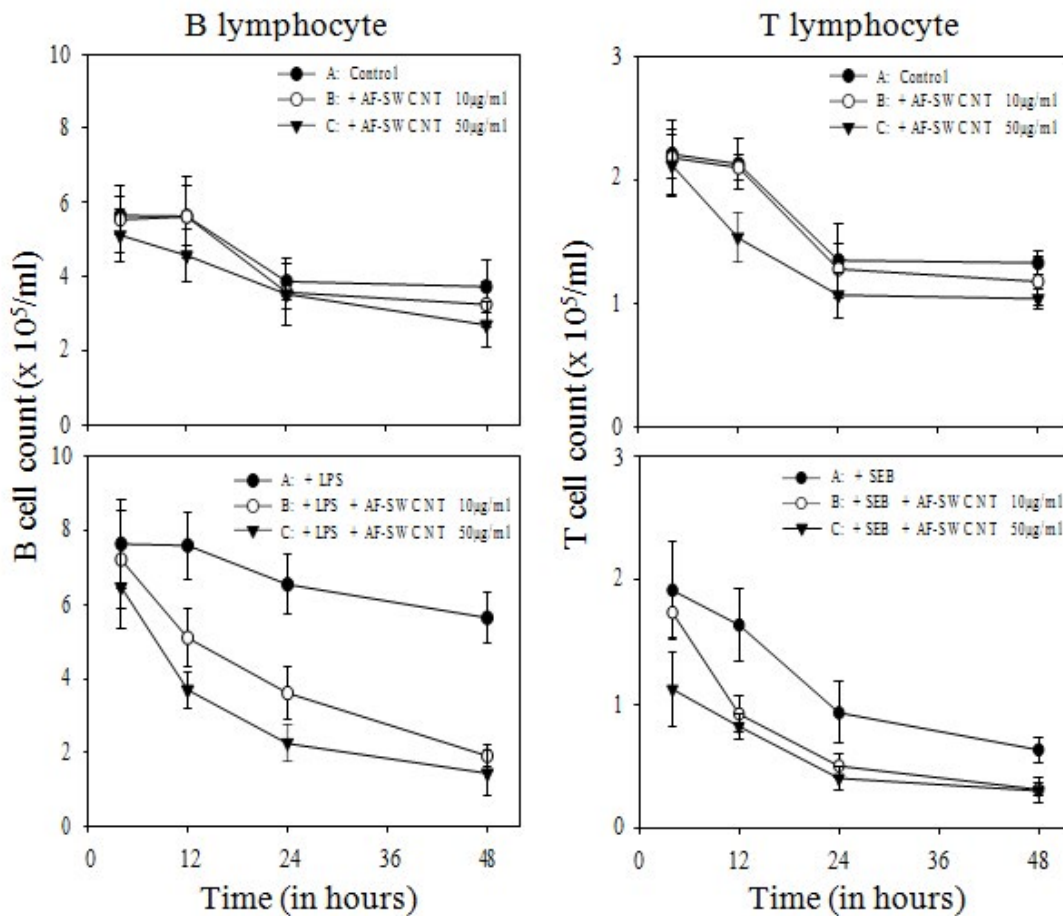 B lymphocyte
T lymphocyte
B cell count (x 10⁵/ml)
10
8
6
4
2
0
A: Control
B: + AF-SWCNT 10µg/ml
C: + AF-SWCNT 50µg/ml
T cell count (x 10⁵/ml)
3
2
1
0
A: Control
B: + AF-SWCNT 10µg/ml
C: + AF-SWCNT 50µg/ml
10
8
6
4
2
0
A: + LPS
B: + LPS + AF-SWCNT 10µg/ml
C: + LPS + AF-SWCNT 50µg/ml
0 12 24 36 48
Time (in hours)
3
2
1
0
A: + SEB
B: + SEB + AF-SWCNT 10µg/ml
C: + SEB + AF-SWCNT 50µg/ml
0 12 24 36 48
Time (in hours)